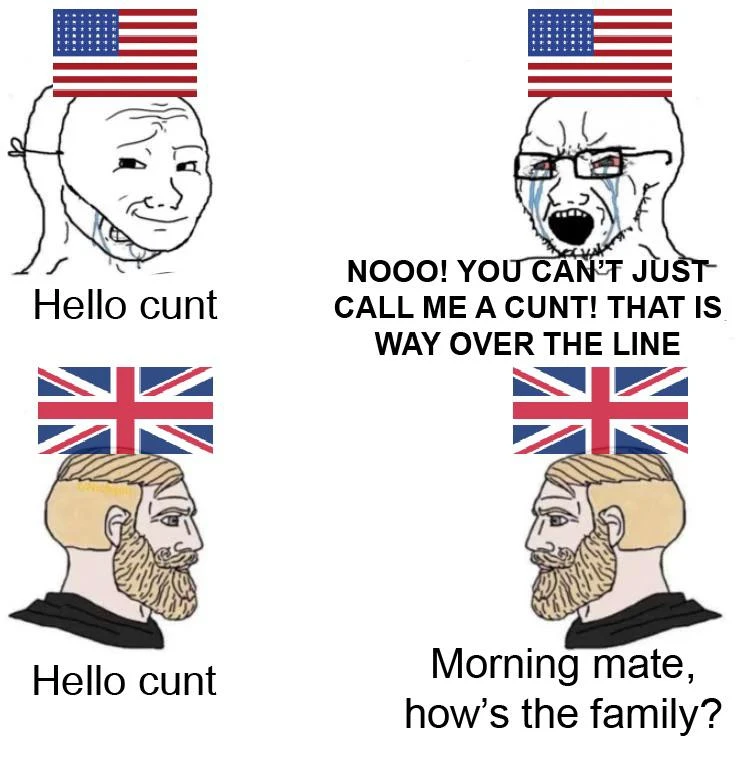 Hello cunt
NOOO! YOU CAN'T JUST
CALL ME A CUNT! THAT IS
WAY OVER THE LINE
Hello cunt
Morning mate,
how's the family?